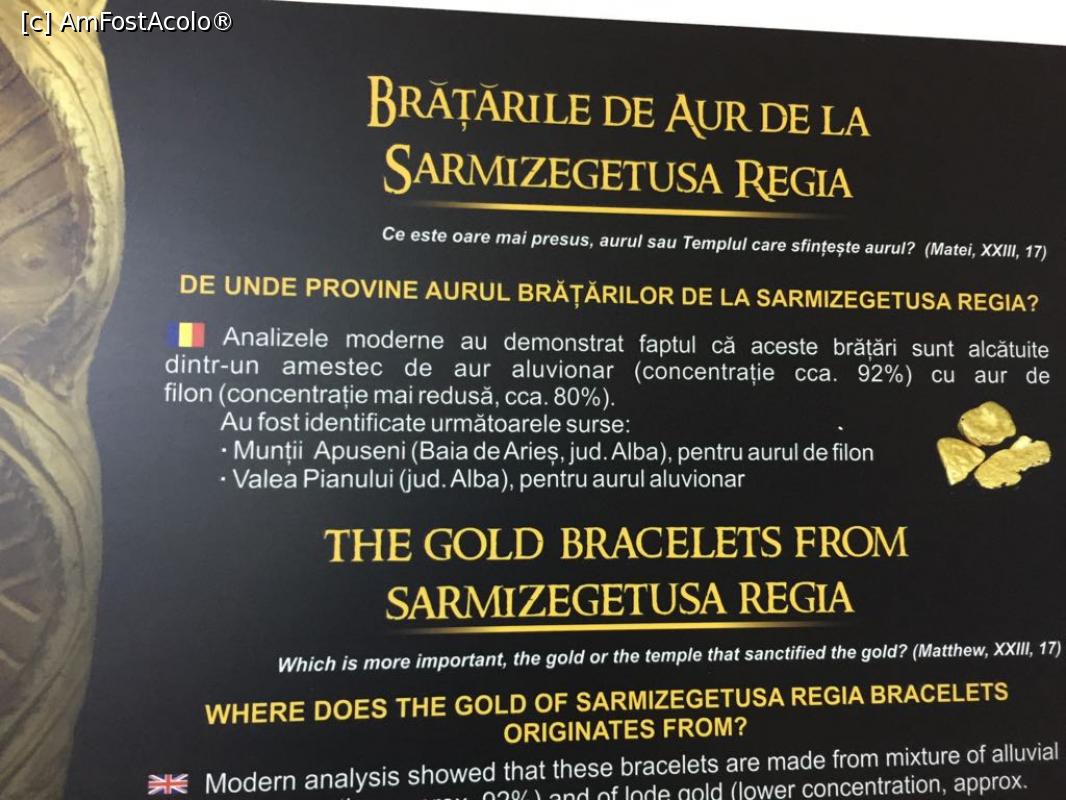 [c] AmFostAcolo®
BRĂȚĂRILE DE AUR DE LA
SARMIZEGETUSA REGIA
Ce este oare mai presus, aurul sau Templul care sfințește aurul? (Matei, XXIII, 17)
DE UNDE PROVINE AURUL BRĂȚĂRILOR DE LA SARMIZEGETUSA REGIA?
Analizele moderne au demonstrat faptul că aceste brățări sunt alcătuite
dintr-un amestec de aur aluvionar (concentrație cca. 92%) cu aur de
filon (concentrație mai redusă, cca. 80%).
Au fost identificate următoarele surse:
· Munții Apuseni (Baia de Arieș, jud. Alba), pentru aurul de filon
· Valea Pianului (jud. Alba), pentru aurul aluvionar
THE GOLD BRACELETS FROM
SARMIZEGETUSA REGIA
Which is more important, the gold or the temple that sanctified the gold? (Matthew, XXIII, 17)
WHERE DOES THE GOLD OF SARMIZEGETUSA REGIA BRACELETS
ORIGINATES FROM?
Modern analysis showed that these bracelets are made from mixture of alluvial
92%) and of lode gold (lower concentration, approx.